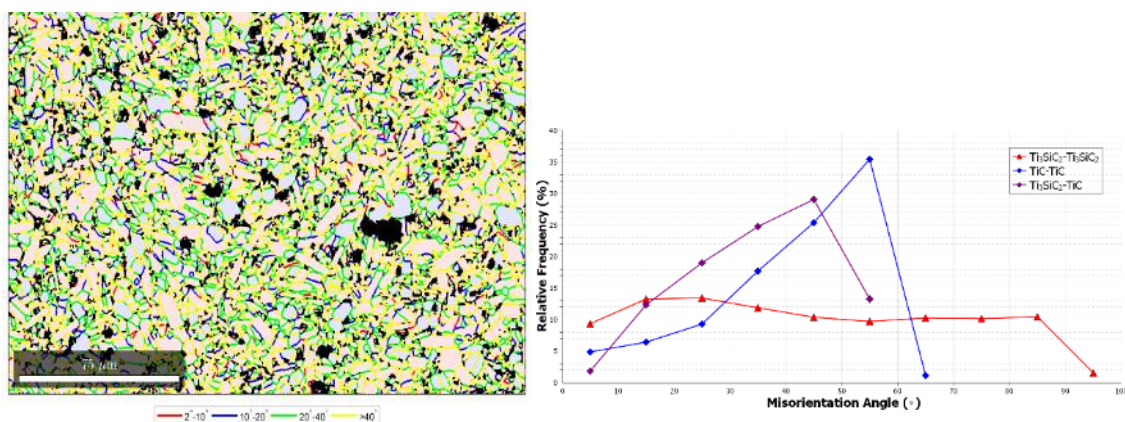 75 μm
2°-10° 10°-20° 20°-40° >40°
Relative Frequency (%)
40
35
30
25
20
15
10
5
0
0 10 20 30 40 50 60 70 80 90 100
Misorientation Angle (°)
Ti₃SiC₂-Ti₃SiC₂
TiC-TiC
Ti₃SiC₂-TiC